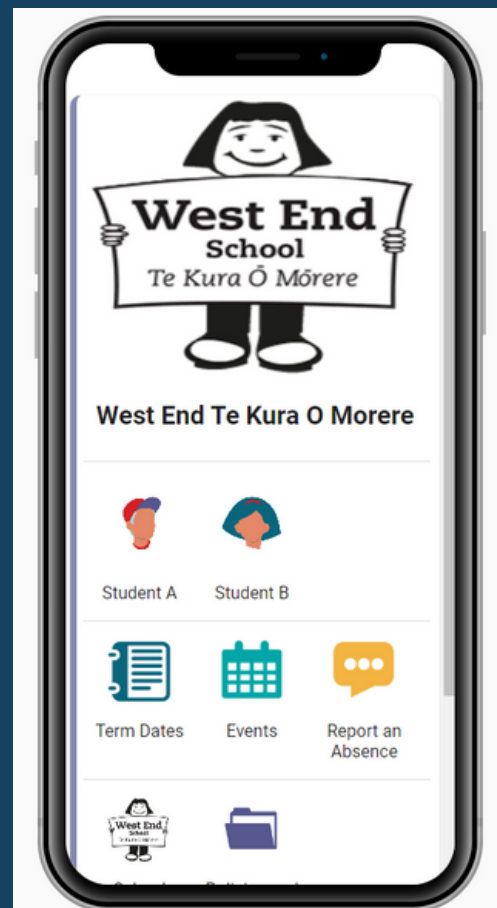 West End
School
Te Kura Ō Mōrere
West End Te Kura O Morere
Student A
Student B
Term Dates
Events
Report an
Absence
West End
School